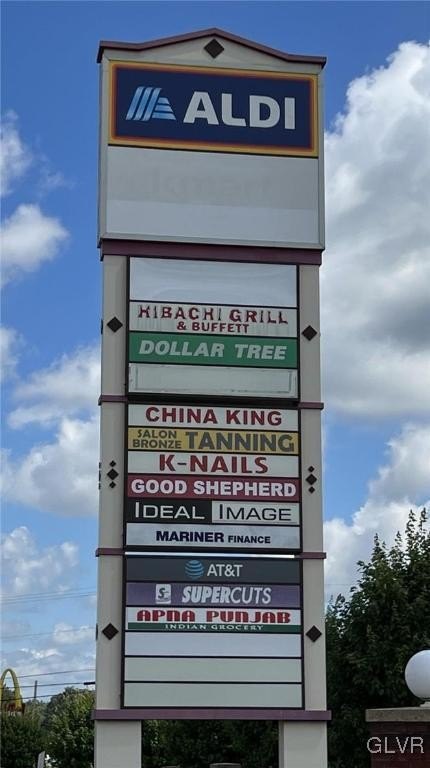 ALDI
HIBACHI GRILL
& BUFFETT
DOLLAR TREE
CHINA KING
SALON
BRONZE TANNING
K-NAILS
GOOD SHEPHERD
IDEAL IMAGE
MARINER FINANCE
AT&T
S SUPERCUTS
APNA PUNJAB
INDIAN GROCERY
GLVR